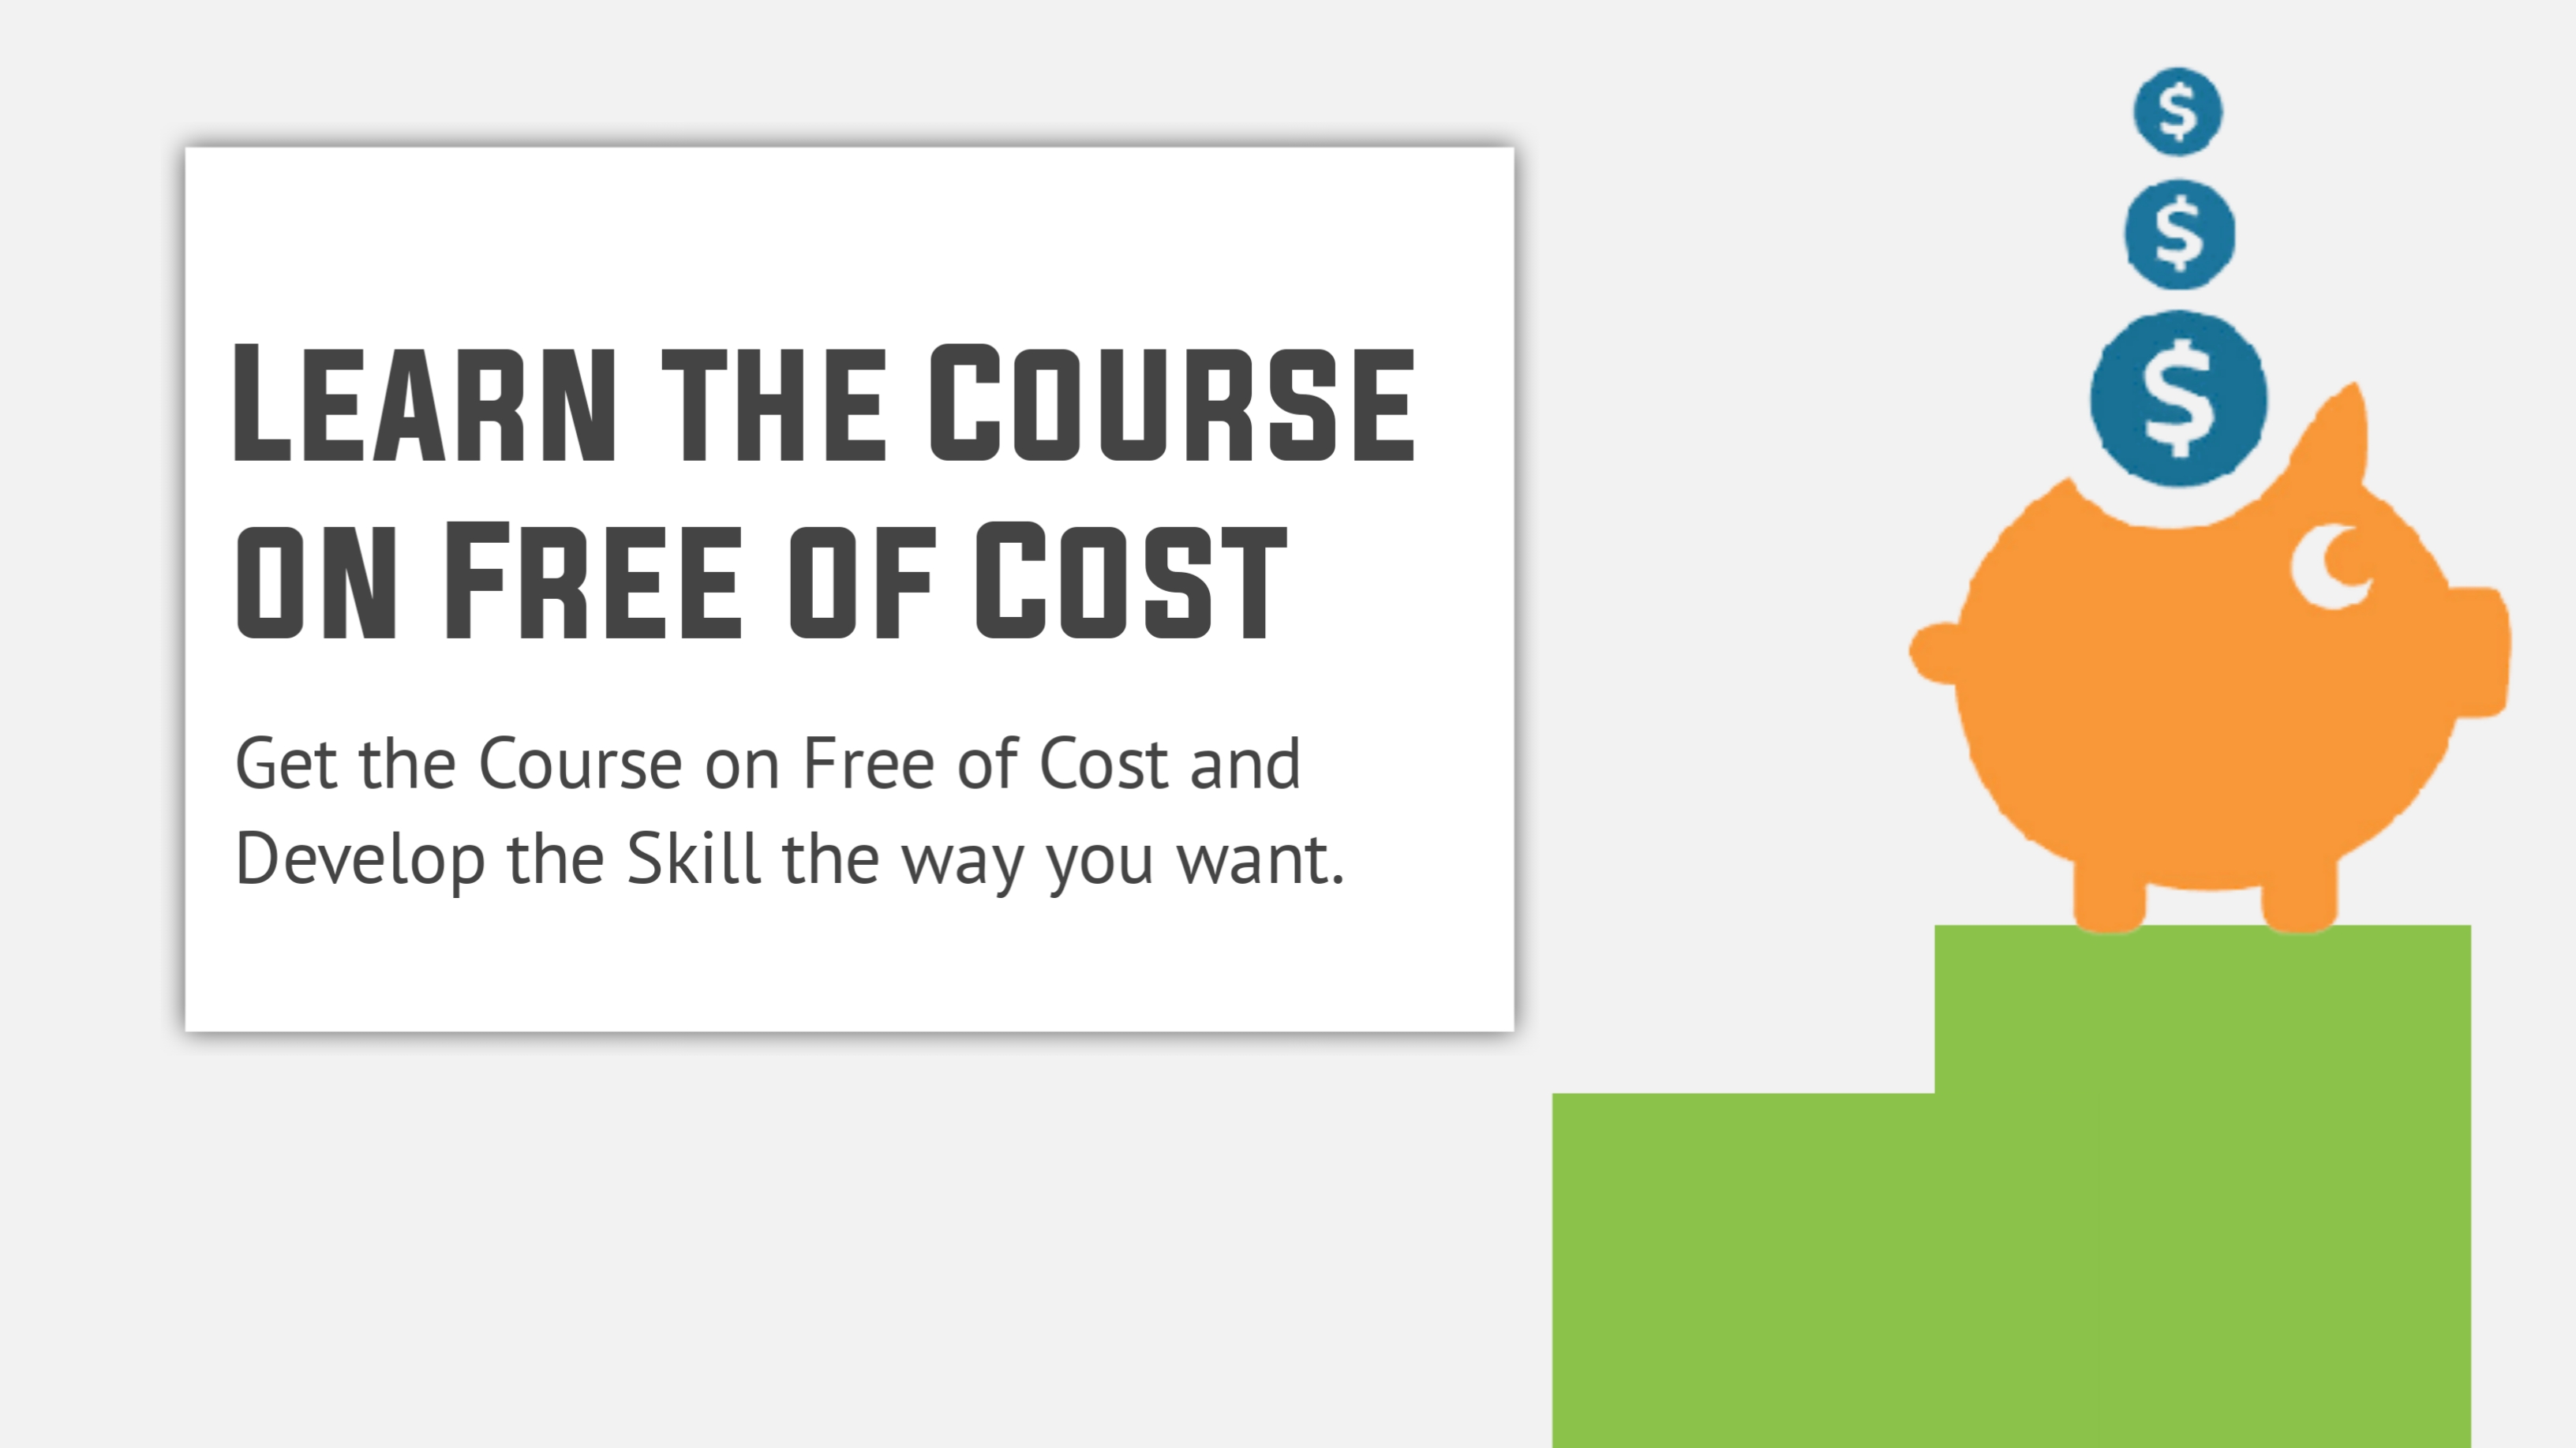 Learn the Course
on Free of Cost
Get the Course on Free of Cost and
Develop the Skill the way you want.
$
$
$